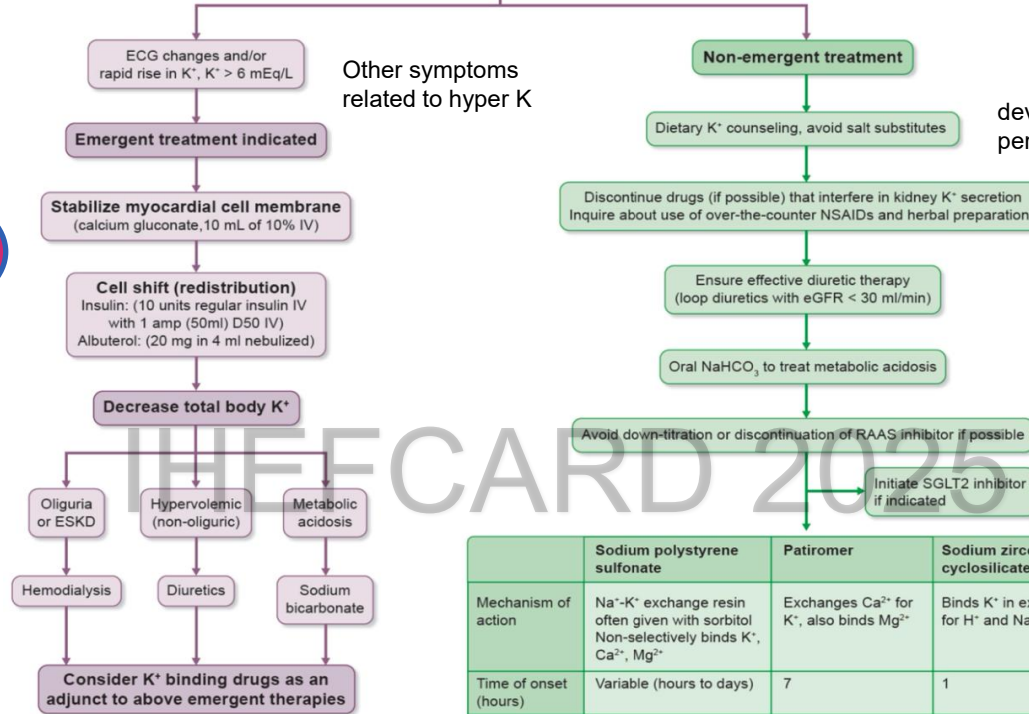 ECG changes and/or
rapid rise in K⁺, K⁺ > 6 mEq/L
Other symptoms
related to hyper K
Emergent treatment indicated
Stabilize myocardial cell membrane
(calcium gluconate,10 mL of 10% IV)
Cell shift (redistribution)
Insulin: (10 units regular insulin IV
with 1 amp (50ml) D50 IV)
Albuterol: (20 mg in 4 ml nebulized)
Decrease total body K⁺
Oliguria
or ESKD
Hypervolemic
(non-oliguric)
Metabolic
acidosis
Hemodialysis
Diuretics
Sodium
bicarbonate
Consider K⁺ binding drugs as an
adjunct to above emergent therapies
Non-emergent treatment
Dietary K⁺ counseling, avoid salt substitutes
Discontinue drugs (if possible) that interfere in kidney K⁺ secretion
Inquire about use of over-the-counter NSAIDs and herbal preparation
Ensure effective diuretic therapy
(loop diuretics with eGFR < 30 ml/min)
Oral NaHCO₃ to treat metabolic acidosis
Avoid down-titration or discontinuation of RAAS inhibitor if possible
Initiate SGLT2 inhibitor
if indicated
IHEFCARD 2025
Sodium polystyrene
sulfonate
Patiromer
Sodium
cyclosilicate
Mechanism of
action
Na⁺-K⁺ exchange resin
often given with sorbitol
Non-selectively binds K⁺,
Ca²⁺, Mg²⁺
Exchanges Ca²⁺ for
K⁺, also binds Mg²⁺
Binds K⁺ in
for H⁺ and
Time of onset
(hours)
Variable (hours to days)
7
1